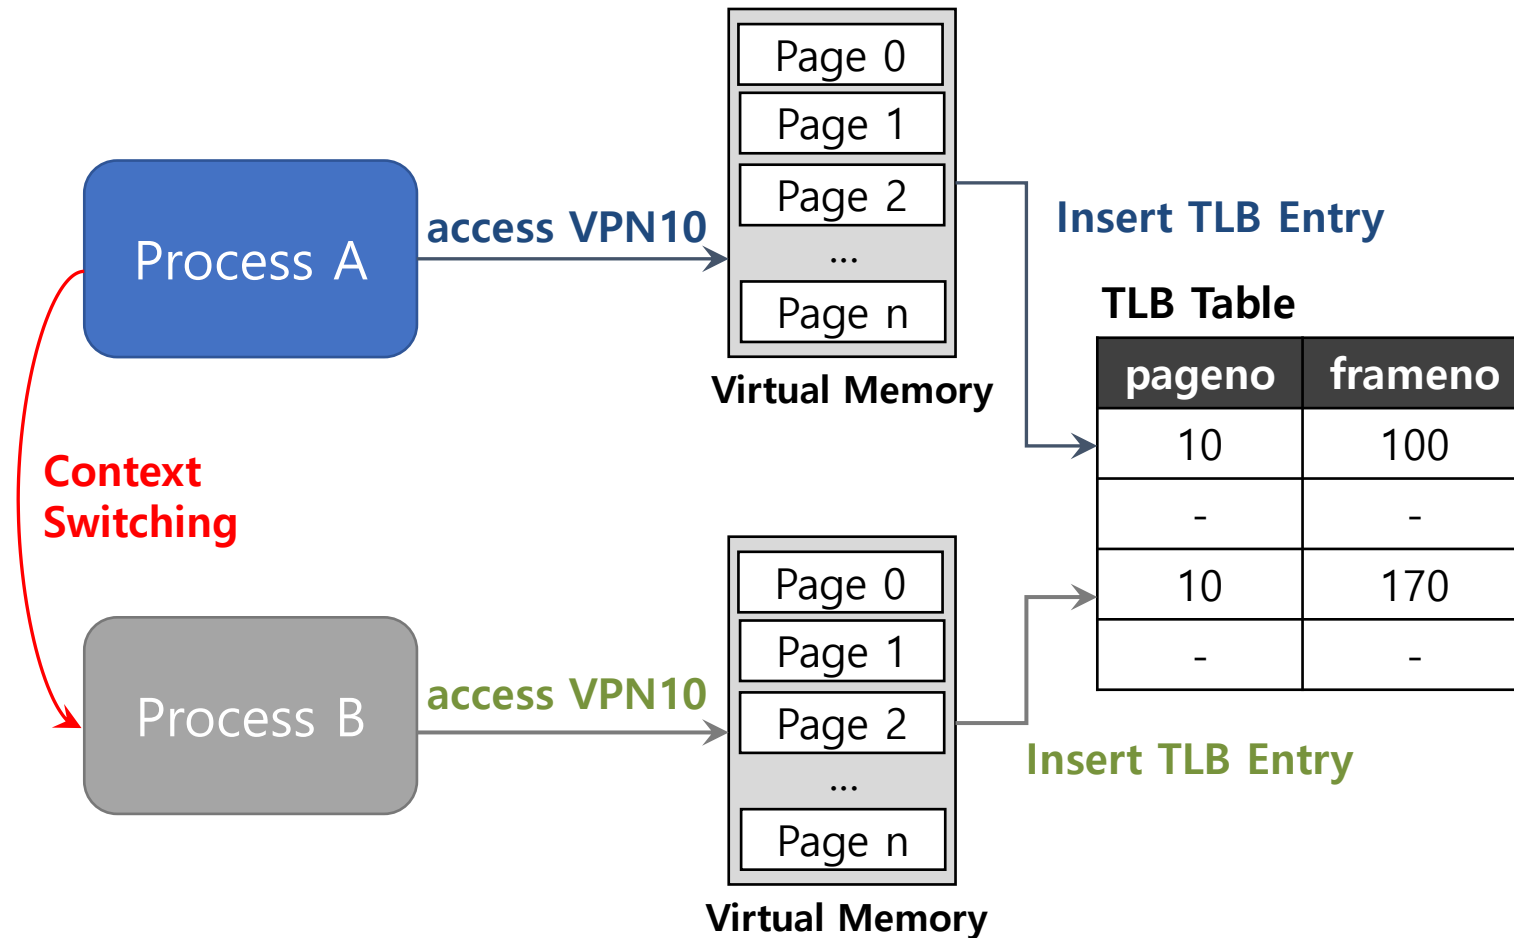 Page 0
Page 1
Page 2
...
Page n
Virtual Memory
Process A
access VPN10
Insert TLB Entry
TLB Table
pageno frameno
10 100
- -
10 170
- -
Context
Switching
Process B
access VPN10
Page 0
Page 1
Page 2
...
Page n
Virtual Memory
Insert TLB Entry